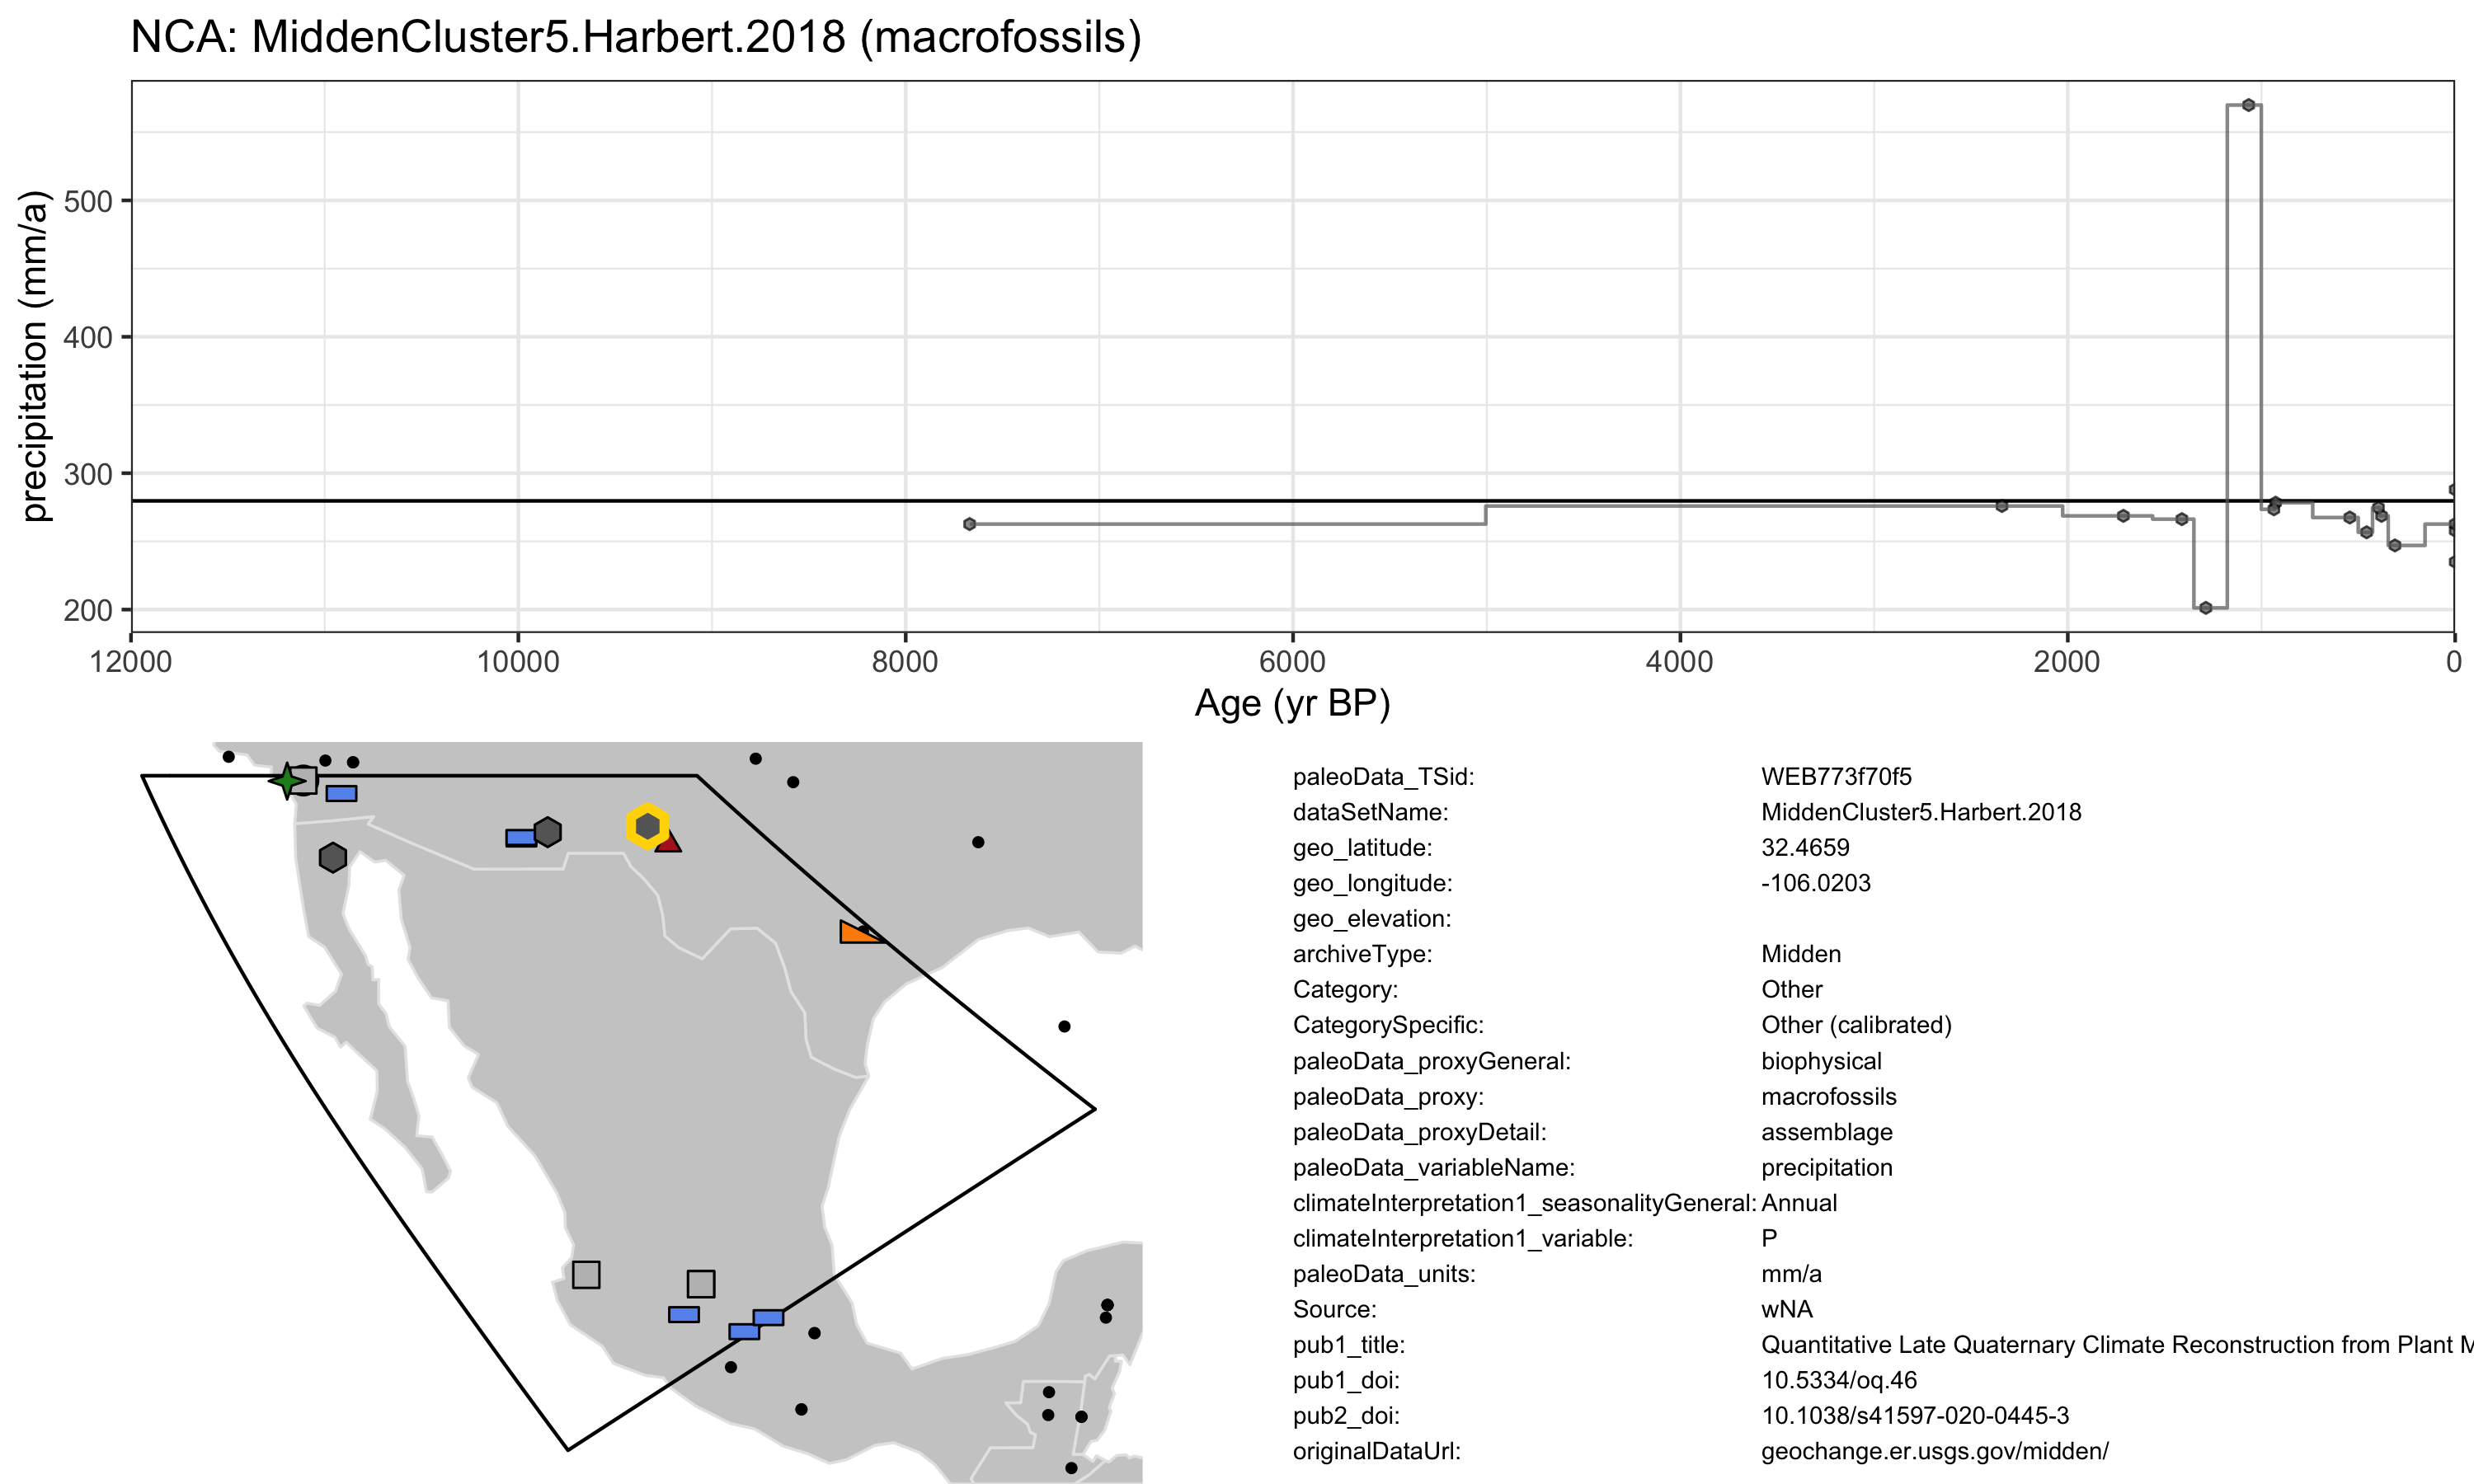 NCA: MiddenCluster5.Harbert.2018 (macrofossils)
precipitation (mm/a)
500
400
300
200
12000 10000 8000 6000 4000 2000 0
Age (yr BP)
paleoData_TSid: WEB773f70f5
dataSetName: MiddenCluster5.Harbert.2018
geo_latitude: 32.4659
geo_longitude: -106.0203
geo_elevation:
archiveType: Midden
Category: Other
CategorySpecific: Other (calibrated)
paleoData_proxyGeneral: biophysical
paleoData_proxy: macrofossils
paleoData_proxyDetail: assemblage
paleoData_variableName: precipitation
climateInterpretation1_seasonalityGeneral: Annual
climateInterpretation1_variable: P
paleoData_units: mm/a
Source: wNA
pub1_title: Quantitative Late Quaternary Climate Reconstruction from Plant M
pub1_doi: 10.5334/oq.46
pub2_doi: 10.1038/s41597-020-0445-3
originalDataUrl: geochange.er.usgs.gov/midden/